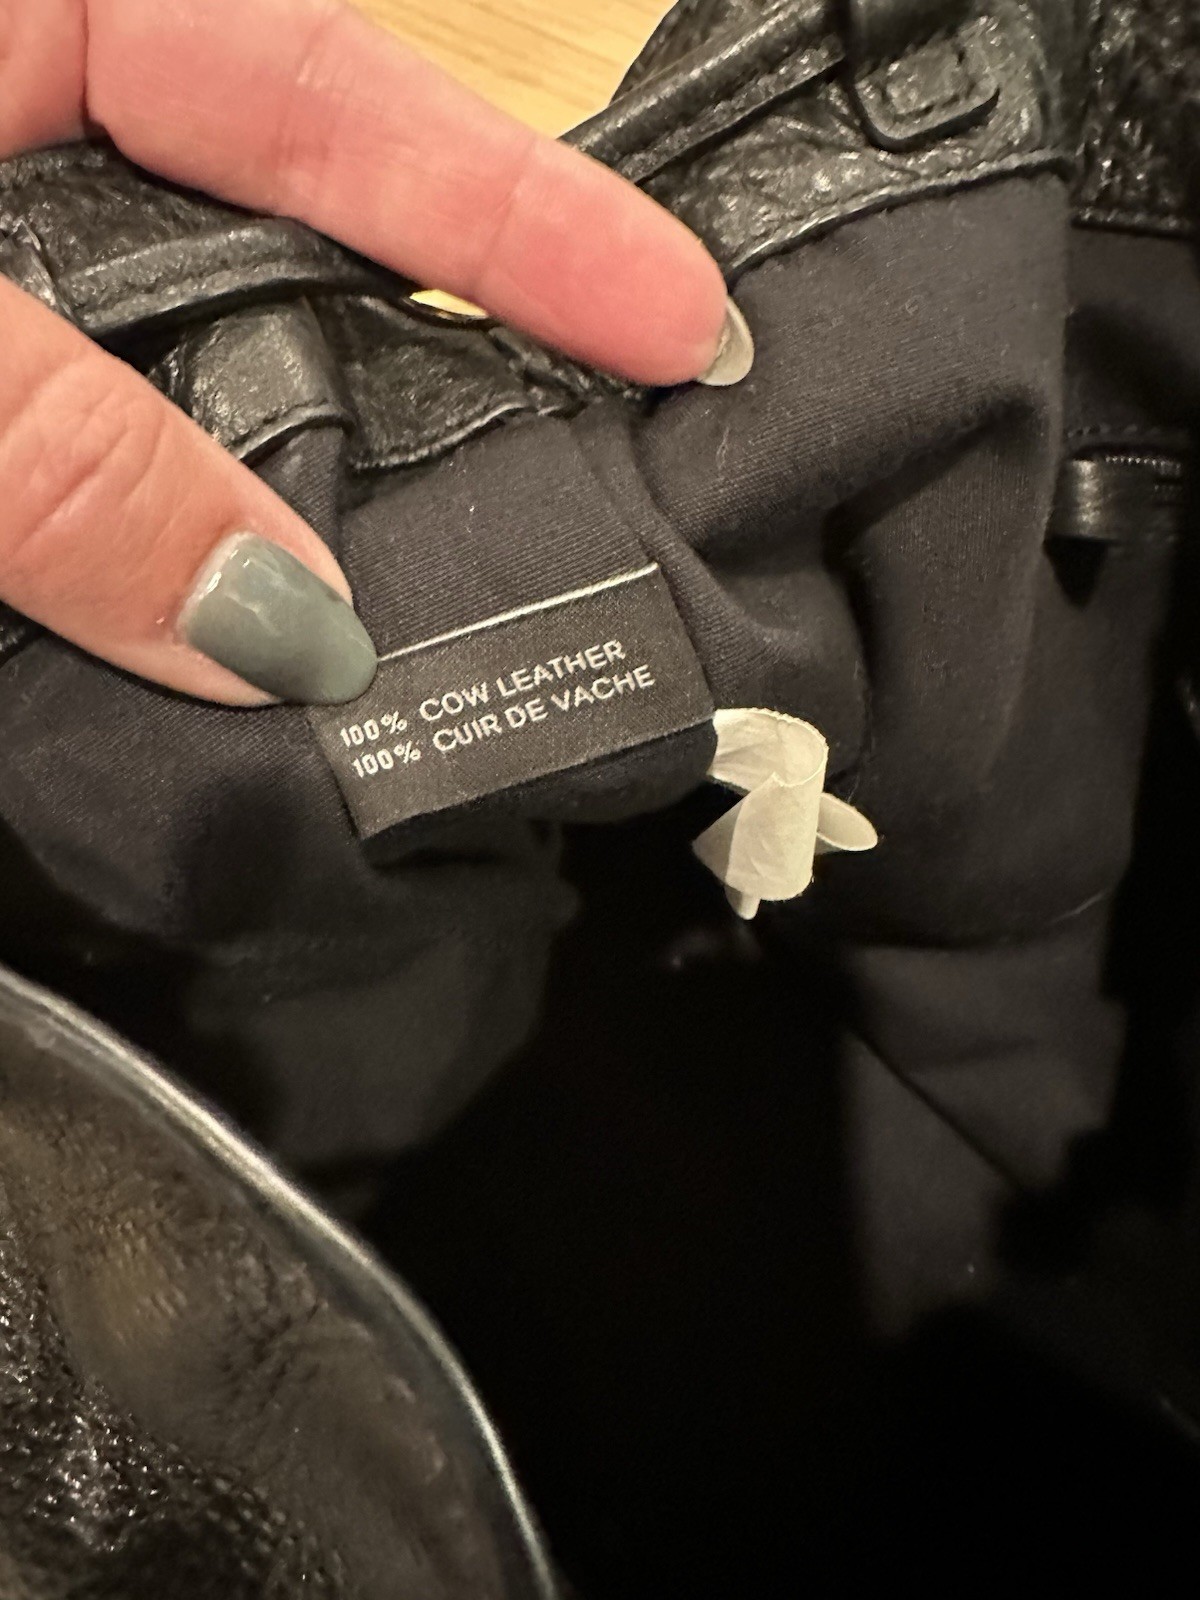 100% COW LEATHER
100% CUIR DE VACHE